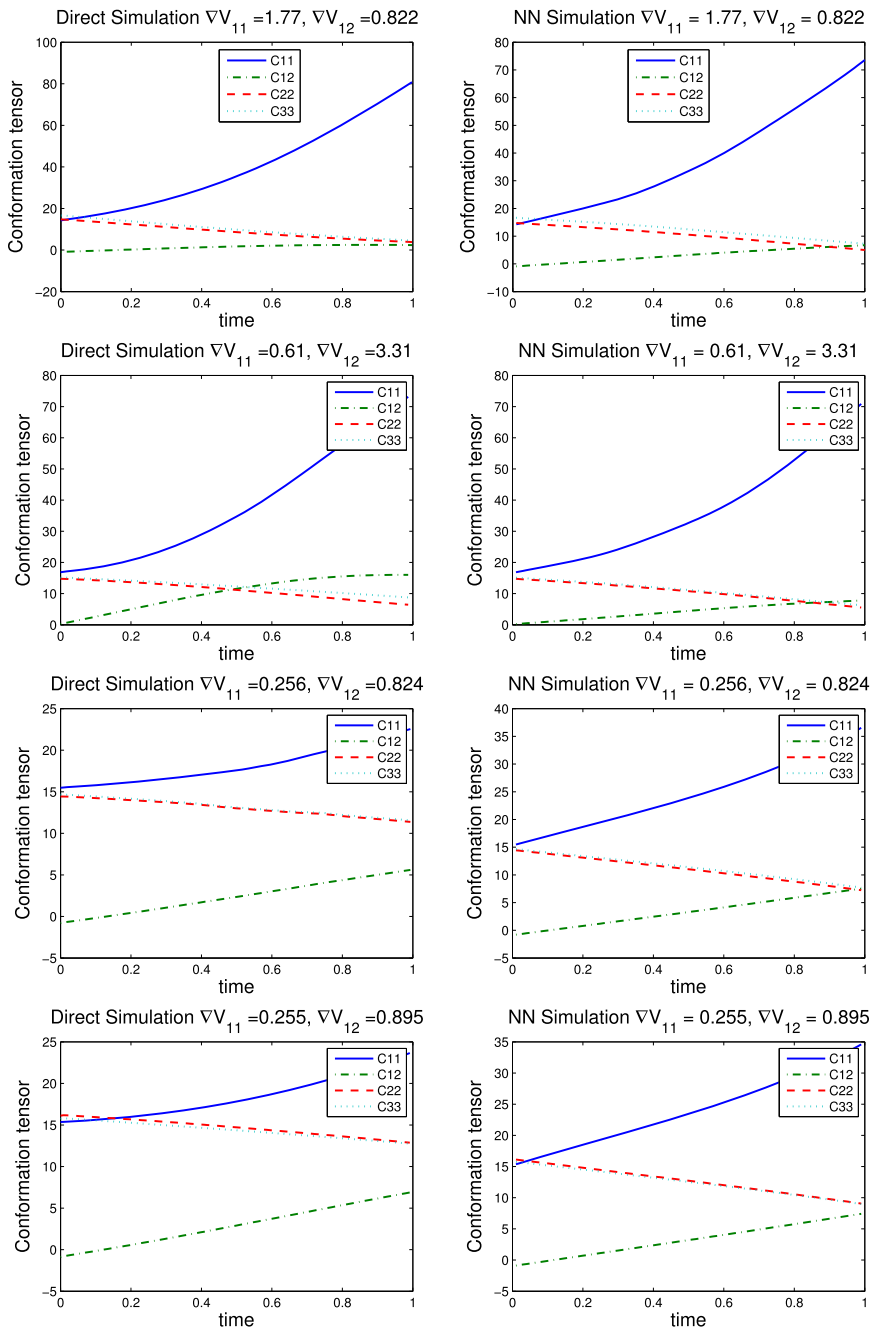 Direct Simulation ∇V11 =1.77, ∇V12 =0.822
100
80
60
40
20
0
−20
0 0.2 0.4 0.6 0.8 1
time
Conformation tensor
C11
C12
C22
C33
NN Simulation ∇V11 = 1.77, ∇V12 = 0.822
80
70
60
50
40
30
20
10
0
−10
0 0.2 0.4 0.6 0.8 1
time
Conformation tensor
C11
C12
C22
C33
Direct Simulation ∇V11 =0.61, ∇V12 =3.31
80
70
60
50
40
30
20
10
0
0 0.2 0.4 0.6 0.8 1
time
Conformation tensor
C11
C12
C22
C33
NN Simulation ∇V11 = 0.61, ∇V12 = 3.31
80
70
60
50
40
30
20
10
0
0 0.2 0.4 0.6 0.8 1
time
Conformation tensor
C11
C12
C22
C33
Direct Simulation ∇V11 =0.256, ∇V12 =0.824
25
20
15
10
5
0
−5
0 0.2 0.4 0.6 0.8 1
time
Conformation tensor
C11
C12
C22
C33
NN Simulation ∇V11 = 0.256, ∇V12 = 0.824
40
35
30
25
20
15
10
5
0
−5
0 0.2 0.4 0.6 0.8 1
time
Conformation tensor
C11
C12
C22
C33
Direct Simulation ∇V11 =0.255, ∇V12 =0.895
25
20
15
10
5
0
−5
0 0.2 0.4 0.6 0.8 1
time
Conformation tensor
C11
C12
C22
C33
NN Simulation ∇V11 = 0.255, ∇V12 = 0.895
35
30
25
20
15
10
5
0
−5
0 0.2 0.4 0.6 0.8 1
time
Conformation tensor
C11
C12
C22
C33